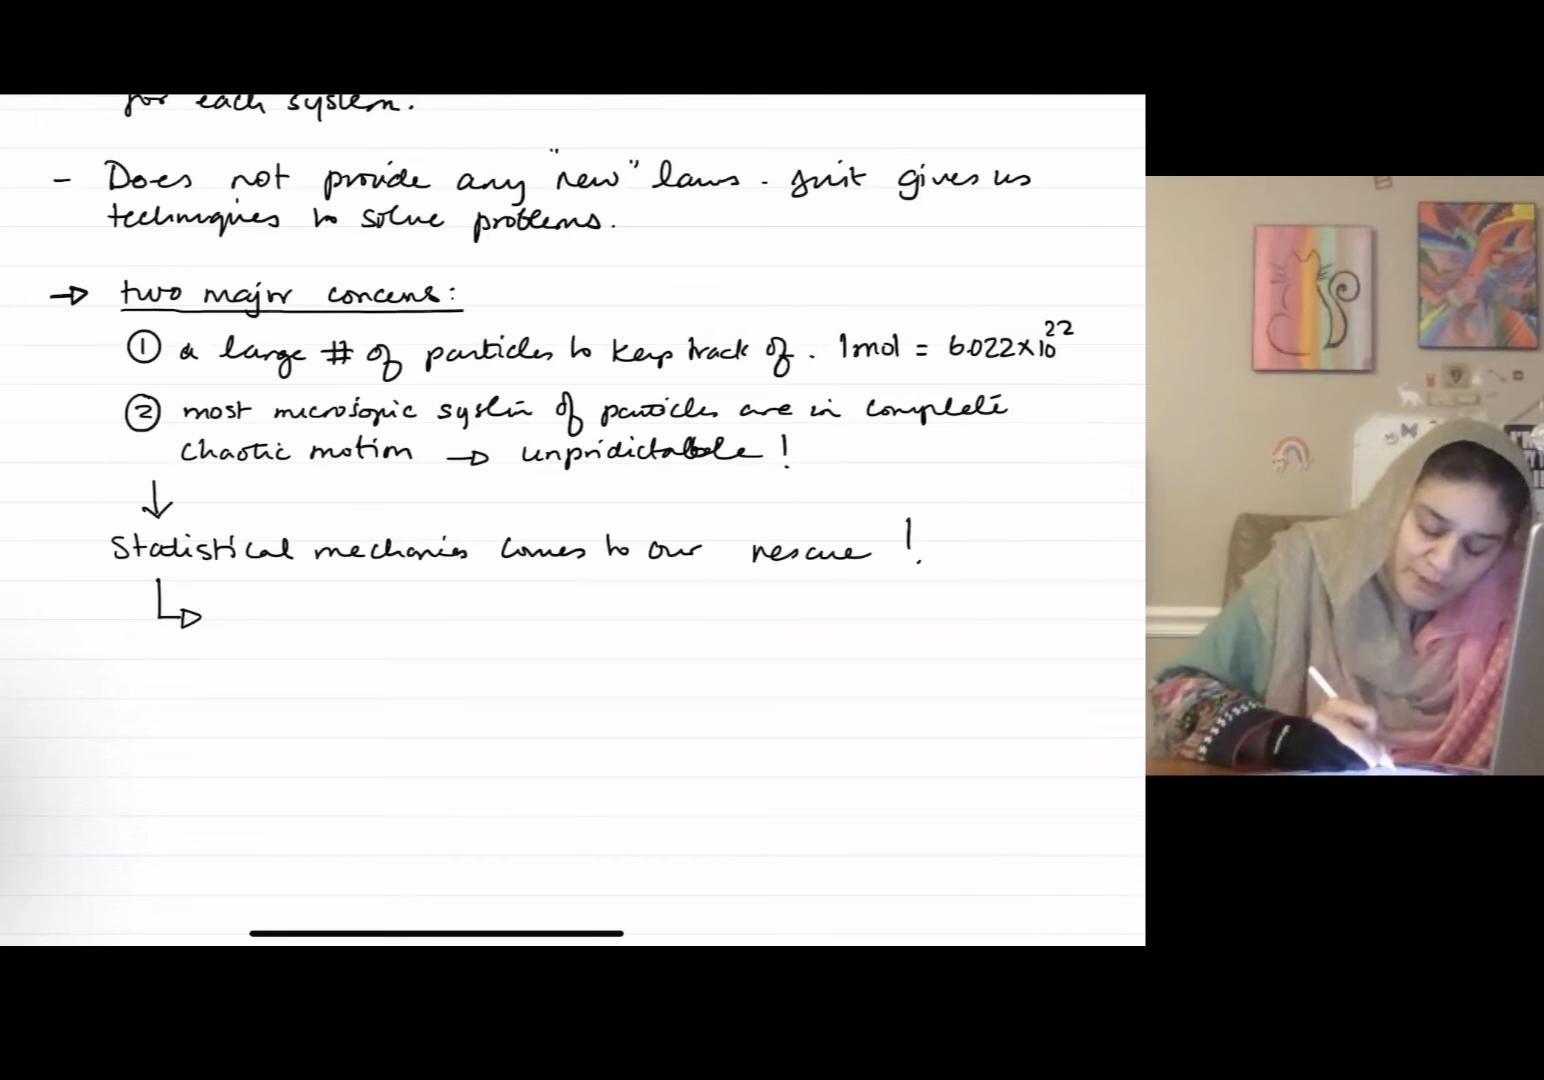 for each system.
- Does not provide any "new" laws. Just gives us
techniques to solve problems.
→ two major concerns:
① a large # of particles to keep track of. 1mol = 6.022×10²²
② most microsopic system of particles are in complete
chaotic motion → unpridictable!
↓
Statistical mechanics comes to our rescue !
↳